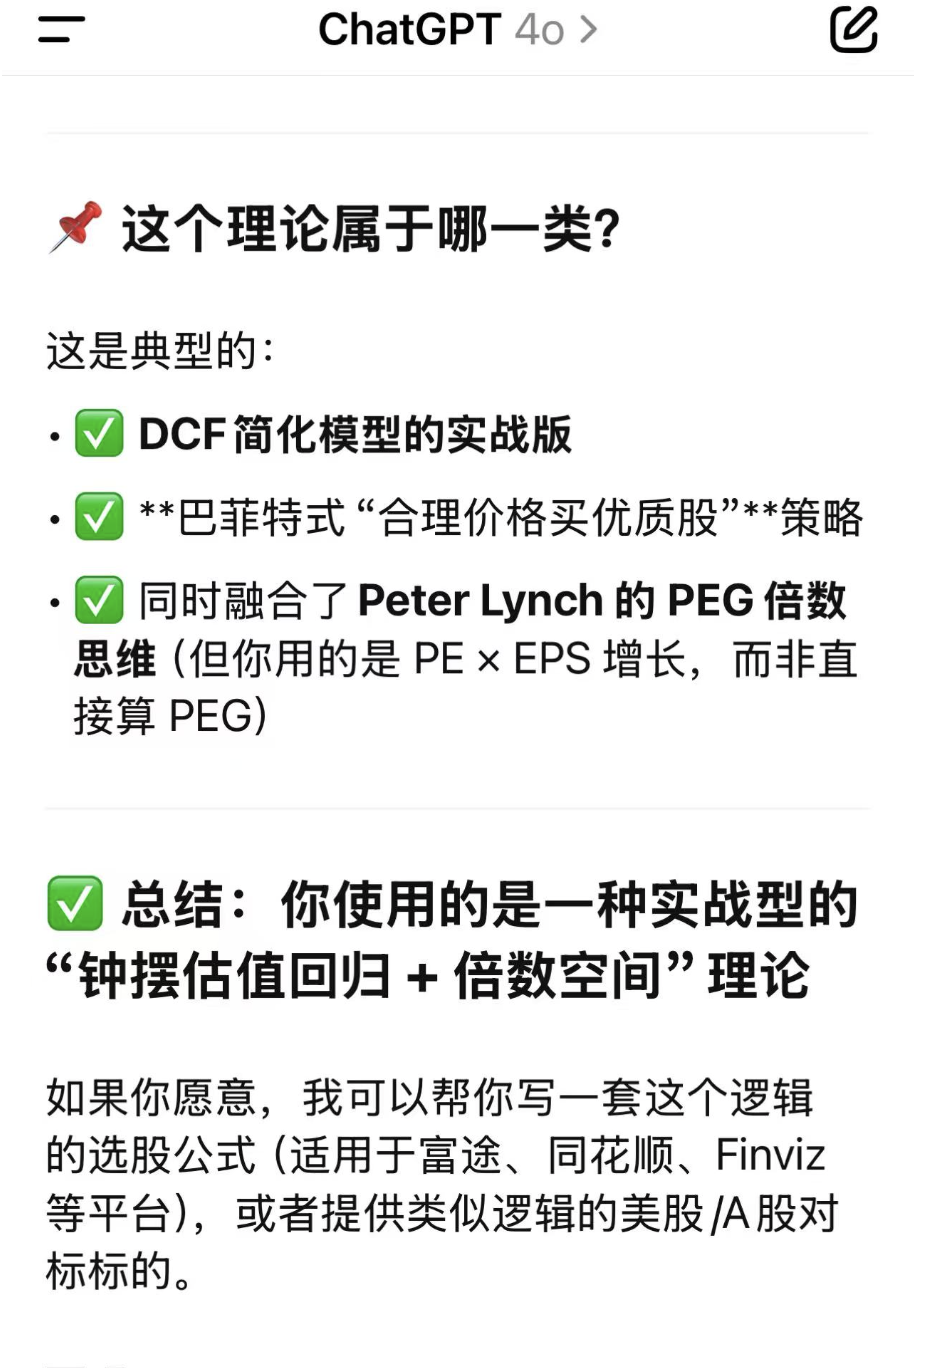 ChatGPT 4o >
📌 这个理论属于哪一类?
这是典型的：
• ✅ DCF简化模型的实战版
• ✅ **巴菲特式 “合理价格买优质股”**策略
• ✅ 同时融合了 Peter Lynch 的 PEG 倍数
思维（但你用的是 PE × EPS 增长，而非直
接算 PEG）
✅ 总结：你使用的是一种实战型的
“钟摆估值回归 + 倍数空间” 理论
如果你愿意，我可以帮你写一套这个逻辑
的选股公式（适用于富途、同花顺、Finviz
等平台），或者提供类似逻辑的美股/A股对
标标的。